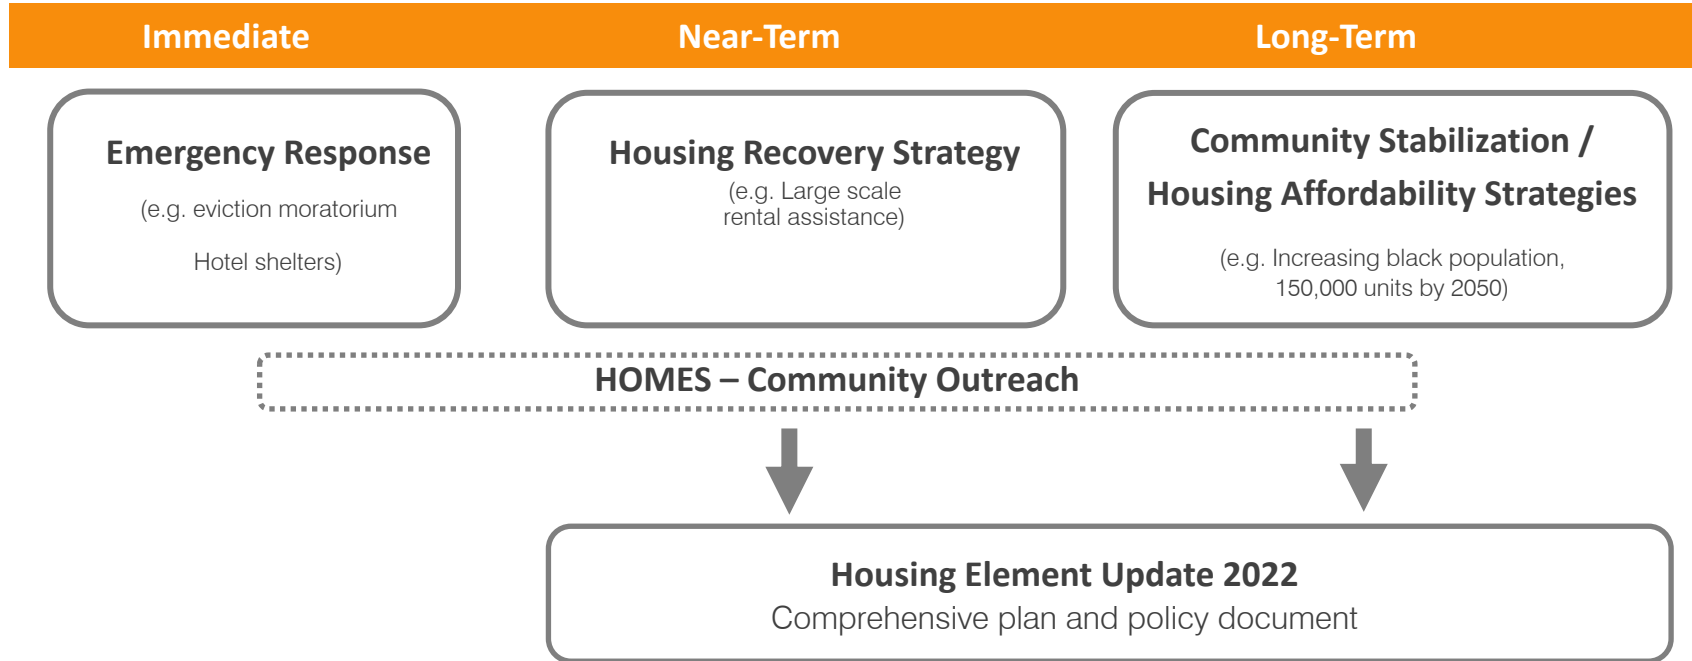 Immediate
Near-Term
Long-Term
Emergency Response
(e.g. eviction moratorium
Hotel shelters)
Housing Recovery Strategy
(e.g. Large scale
rental assistance)
Community Stabilization /
Housing Affordability Strategies
(e.g. Increasing black population,
150,000 units by 2050)
HOMES – Community Outreach
Housing Element Update 2022
Comprehensive plan and policy document